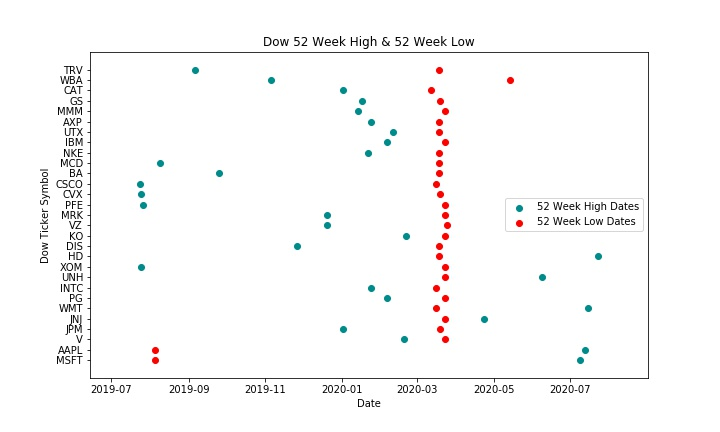 Dow 52 Week High & 52 Week Low
Dow Ticker Symbol
TRV
WBA
CAT
GS
MMM
AXP
UTX
IBM
NKE
MCD
BA
CSCO
CVX
PFE
MRK
VZ
KO
DIS
HD
XOM
UNH
INTC
PG
WMT
JNJ
JPM
V
AAPL
MSFT
52 Week High Dates
52 Week Low Dates
2019-07 2019-09 2019-11 2020-01 2020-03 2020-05 2020-07
Date